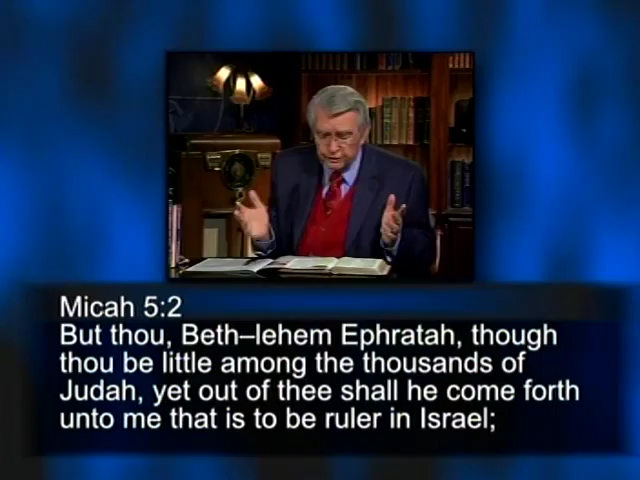 Micah 5:2
But thou, Beth–lehem Ephratah, though
thou be little among the thousands of
Judah, yet out of thee shall he come forth
unto me that is to be ruler in Israel;